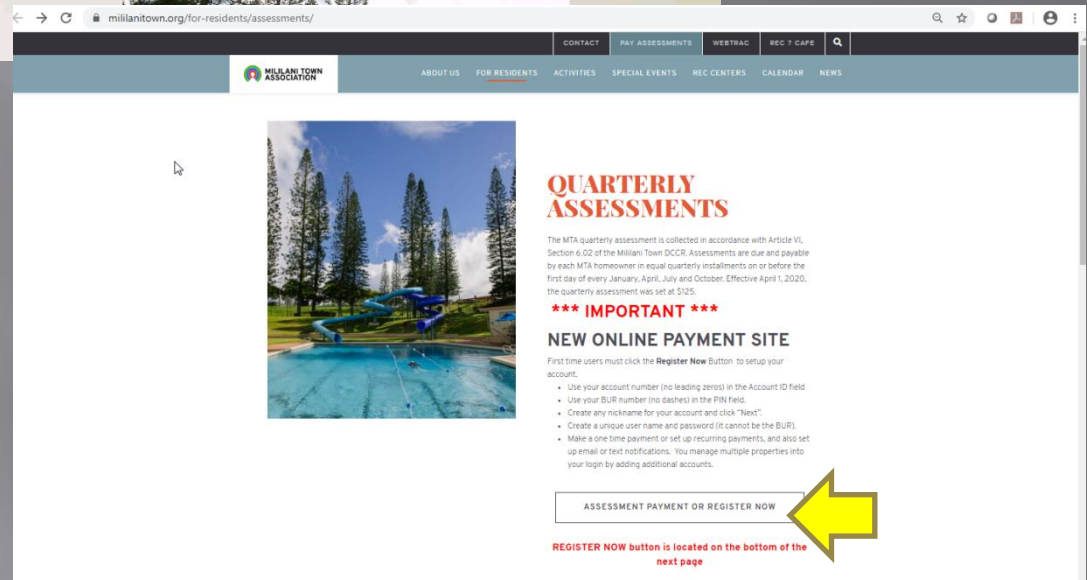 mililanitown.org/for-residents/assessments/
CONTACT PAY ASSESSMENTS WEBTRAC REC 7 CAFE
MILILANI TOWN
ASSOCIATION
ABOUT US FOR RESIDENTS ACTIVITIES SPECIAL EVENTS REC CENTERS CALENDAR NEWS
QUARTERLY
ASSESSMENTS
The MTA quarterly assessment is collected in accordance with Article VI,
Section 6.02 of the Mililani Town DCCR. Assessments are due and payable
by each MTA homeowner in equal quarterly installments on or before the
first day of every January, April, July and October. Effective April 1, 2020,
the quarterly assessment was set at $125.
*** IMPORTANT ***
NEW ONLINE PAYMENT SITE
First time users must click the Register Now Button to setup your
account.
• Use your account number (no leading zeros) in the Account ID field
• Use your BUR number (no dashes) in the PIN field.
• Create any nickname for your account and click "Next".
• Create a unique user name and password (it cannot be the BUR).
• Make a one time payment or set up recurring payments, and also set
up email or text notifications. You manage multiple properties into
your login by adding additional accounts.
ASSESSMENT PAYMENT OR REGISTER NOW
REGISTER NOW button is located on the bottom of the
next page